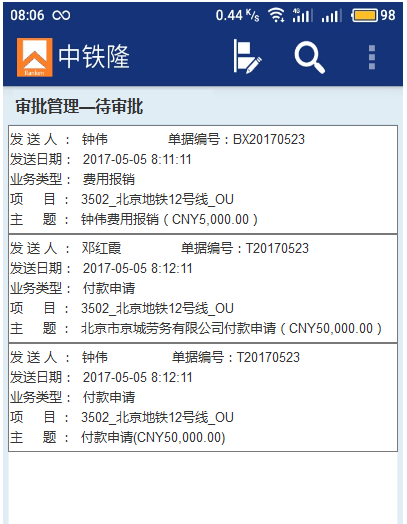 08:06 0.44 K/s 4G 98
Rankem 中铁隆
审批管理—待审批
发 送 人 : 钟伟 单据编号：BX20170523
发送日期: 2017-05-05 8:11:11
业务类型: 费用报销
项 目 : 3502_北京地铁12号线_OU
主 题 : 钟伟费用报销（CNY5,000.00）
发 送 人 : 邓红霞 单据编号：T20170523
发送日期: 2017-05-05 8:12:11
业务类型: 付款申请
项 目 : 3502_北京地铁12号线_OU
主 题 : 北京市京城劳务有限公司付款申请（CNY50,000.00）
发 送 人 : 钟伟 单据编号：T20170523
发送日期: 2017-05-05 8:12:11
业务类型: 付款申请
项 目 : 3502_北京地铁12号线_OU
主 题 : 付款申请(CNY50,000.00)